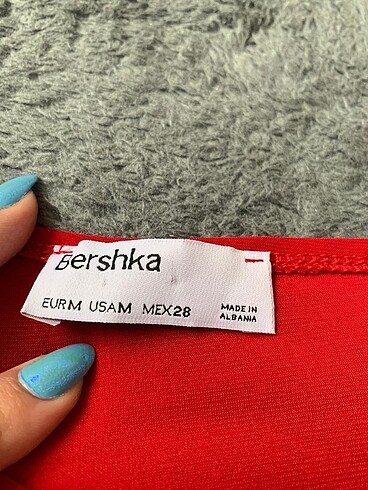 Bershka
EUR M USA M MEX 28
MADE IN
ALBANIA